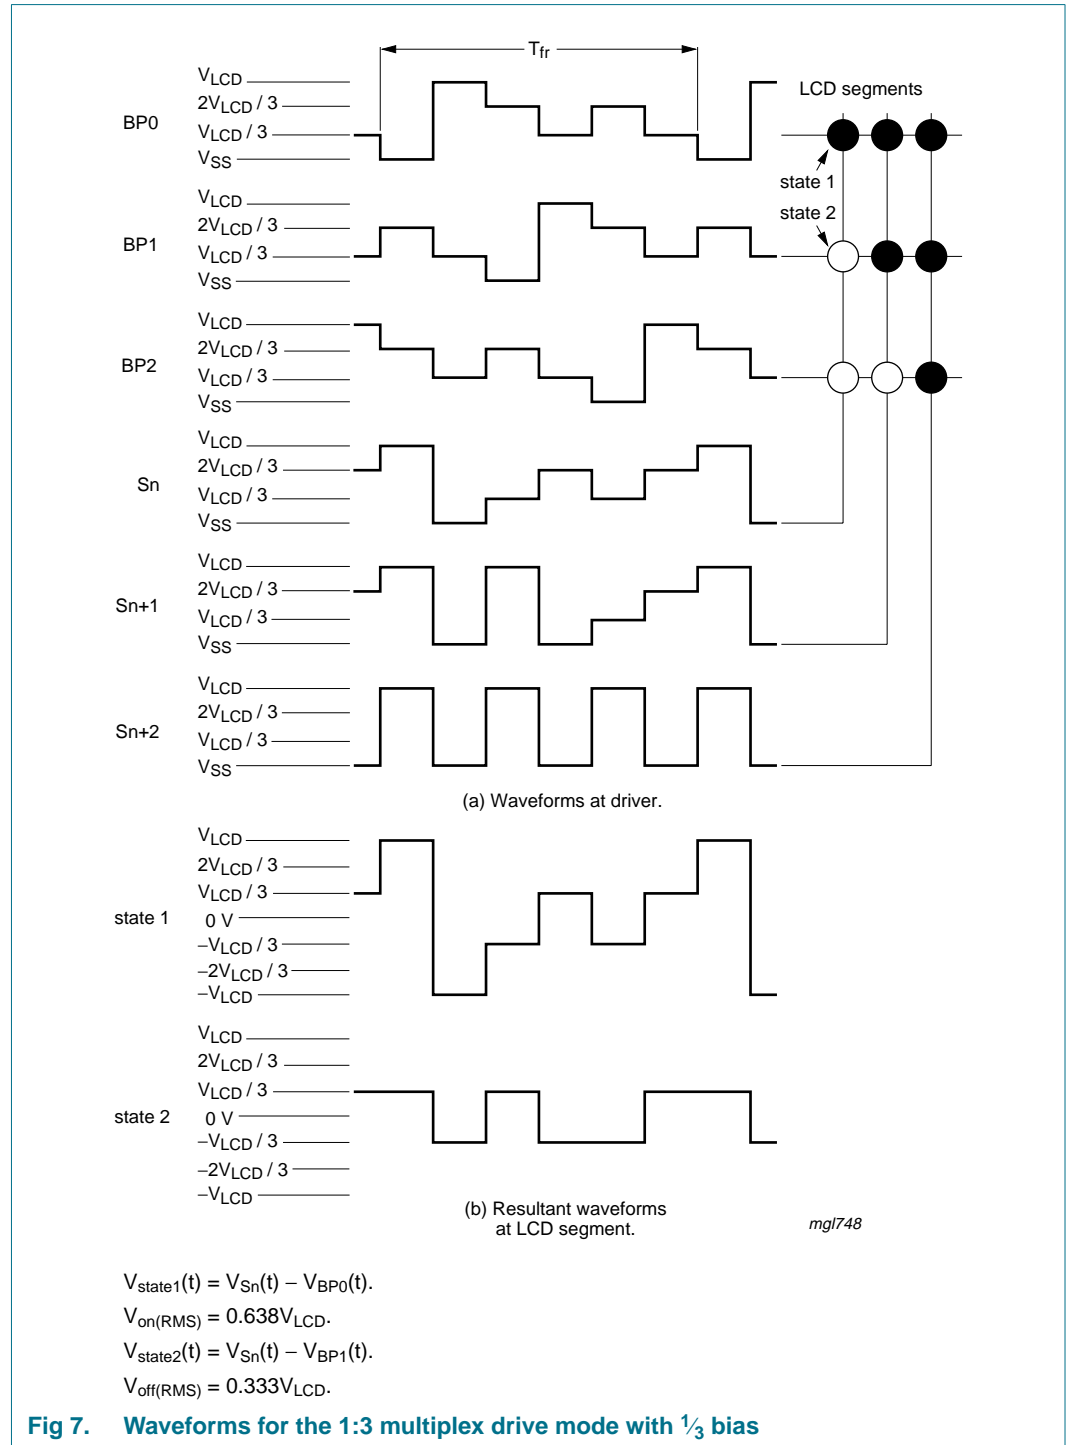 Tfr
BP0
VLCD
2VLCD / 3
VLCD / 3
VSS
LCD segments
state 1
state 2
BP1
VLCD
2VLCD / 3
VLCD / 3
VSS
BP2
VLCD
2VLCD / 3
VLCD / 3
VSS
Sn
VLCD
2VLCD / 3
VLCD / 3
VSS
Sn+1
VLCD
2VLCD / 3
VLCD / 3
VSS
Sn+2
VLCD
2VLCD / 3
VLCD / 3
VSS
(a) Waveforms at driver.
state 1
VLCD
2VLCD / 3
VLCD / 3
0 V
−VLCD / 3
−2VLCD / 3
−VLCD
state 2
VLCD
2VLCD / 3
VLCD / 3
0 V
−VLCD / 3
−2VLCD / 3
−VLCD
(b) Resultant waveforms
at LCD segment.
mgl748
Vstate1(t) = VSn(t) − VBP0(t).
Von(RMS) = 0.638VLCD.
Vstate2(t) = VSn(t) − VBP1(t).
Voff(RMS) = 0.333VLCD.
Fig 7. Waveforms for the 1:3 multiplex drive mode with 1⁄3 bias